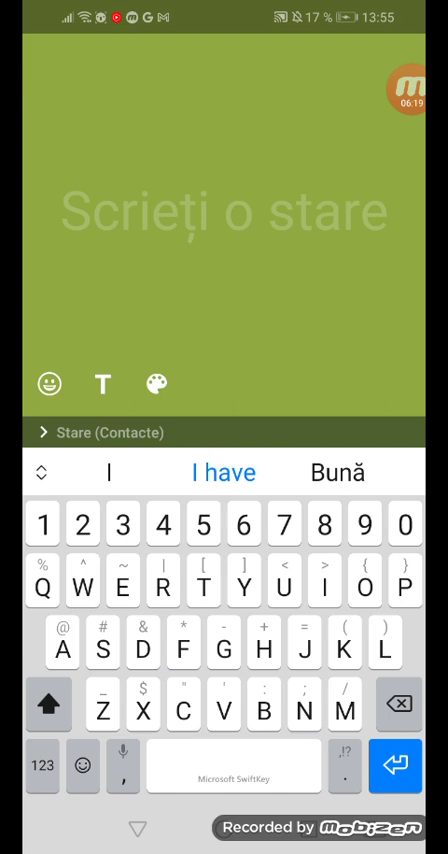 17 % 13:55
06:19
Scrieți o stare
T
Stare (Contacte)
I I have Bună
1 2 3 4 5 6 7 8 9 0
% ^ ~ | [ ] < > { }
Q W E R T Y U I O P
@ # & * - + = ( )
A S D F G H J K L
_ $ " ' : ; /
Z X C V B N M
123 , Microsoft SwiftKey ,!? .
Recorded by mobizen